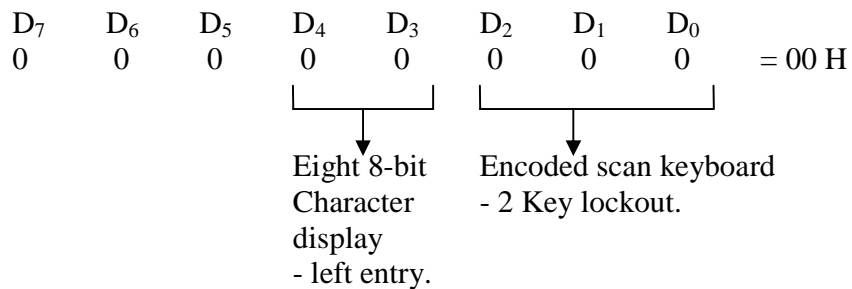 D₇ D₆ D₅ D₄ D₃ D₂ D₁ D₀
0 0 0 0 0 0 0 0 = 00 H
Eight 8-bit Encoded scan keyboard
Character - 2 Key lockout.
display
- left entry.